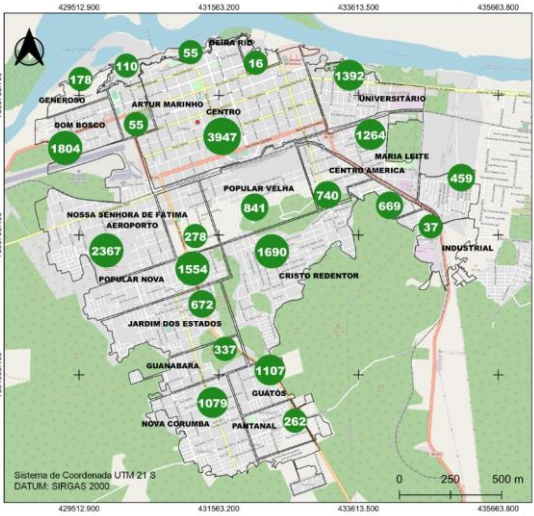 429512.900 431563.200 433613.500 435663.800
BEIRA RIO
55
110
16
178
1392
GENEROSO
ARTUR MARINHO
UNIVERSITÁRIO
CENTRO
DOM BOSCO
55
3947
1264
1804
MARIA LEITE
CENTRO AMERICA
459
POPULAR VELHA
740
841
669
NOSSA SENHORA DE FÁTIMA
AEROPORTO
37
278
2367
1690
INDUSTRIAL
1554
POPULAR NOVA
CRISTO REDENTOR
672
JARDIM DOS ESTADOS
337
GUANABARA
1107
GUATÓS
1079
NOVA CORUMBA
PANTANAL
262
Sistema de Coordenada UTM 21 S
DATUM: SIRGAS 2000
0 250 500 m
429512.900 431563.200 433613.500 435663.800